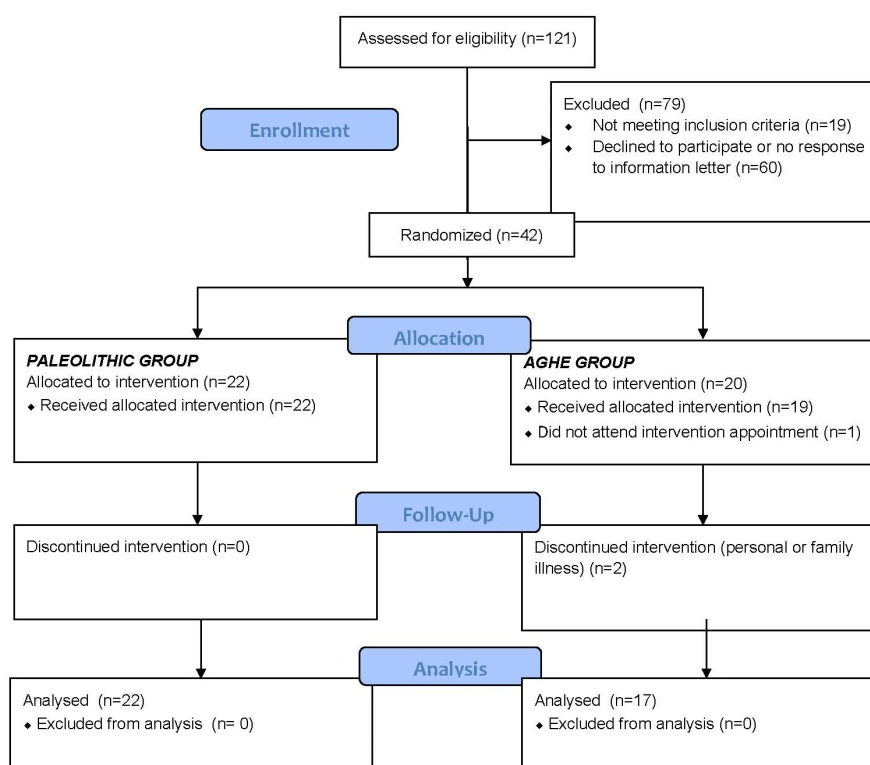 Assessed for eligibility (n=121)
Enrollment
Excluded (n=79)
⬥ Not meeting inclusion criteria (n=19)
⬥ Declined to participate or no response
to information letter (n=60)
Randomized (n=42)
Allocation
PALEOLITHIC GROUP
Allocated to intervention (n=22)
⬥ Received allocated intervention (n=22)
AGHE GROUP
Allocated to intervention (n=20)
⬥ Received allocated intervention (n=19)
⬥ Did not attend intervention appointment (n=1)
Follow-Up
Discontinued intervention (n=0)
Discontinued intervention (personal or family
illness) (n=2)
Analysis
Analysed (n=22)
⬥ Excluded from analysis (n= 0)
Analysed (n=17)
⬥ Excluded from analysis (n=0)